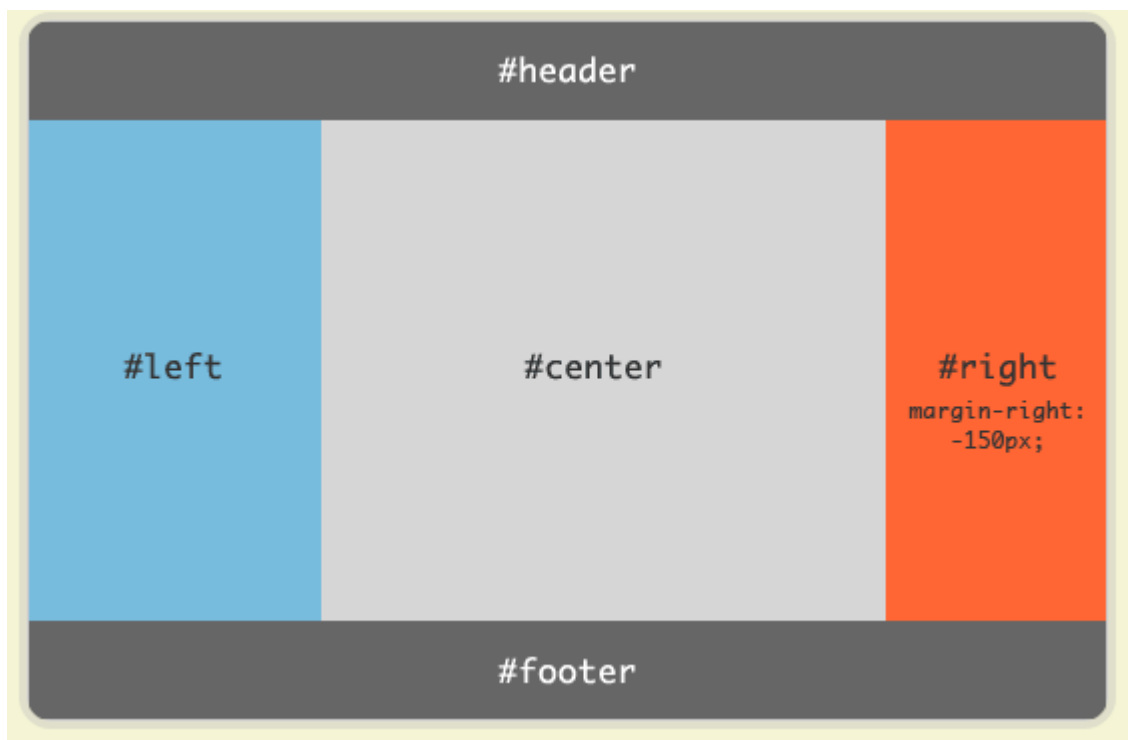 #header
#left
#center
#right
margin-right:
-150px;
#footer